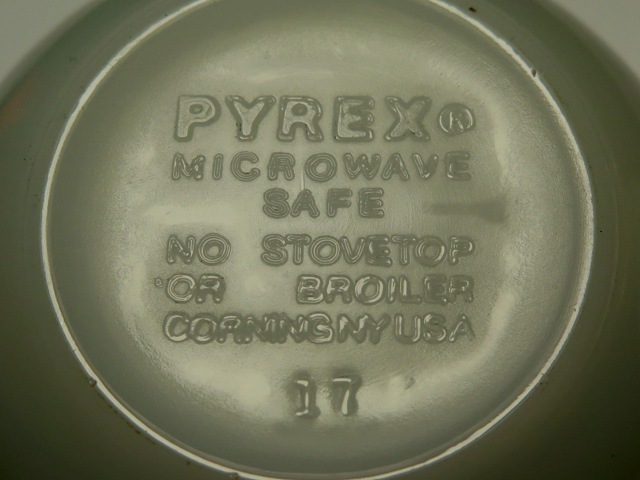 PYREX®
MICROWAVE
SAFE
NO STOVETOP
OR BROILER
CORNING NY USA
17